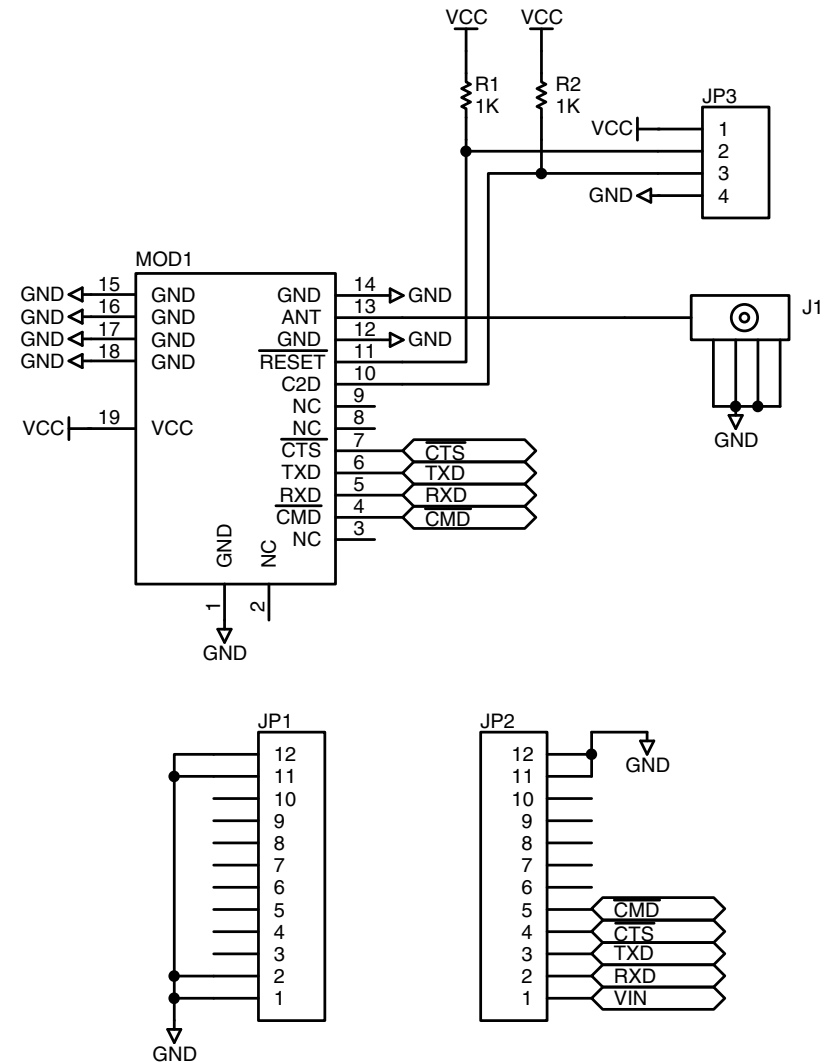 VCC VCC
R1 R2
1K 1K
JP3
VCC 1
2
3
GND 4
MOD1
GND 15 GND GND 14 GND
GND 16 GND ANT 13
GND 17 GND GND 12 GND
GND 18 GND RESET 11
C2D 10
NC 9
VCC 19 VCC NC 8
CTS 7 CTS
TXD 6 TXD
RXD 5 RXD
CMD 4 CMD
NC 3
GND NC
1 2
GND
J1
GND
JP1
12
11
10
9
8
7
6
5
4
3
2
1
GND
JP2
12 GND
11
10
9
8
7
6
5 CMD
4 CTS
3 TXD
2 RXD
1 VIN